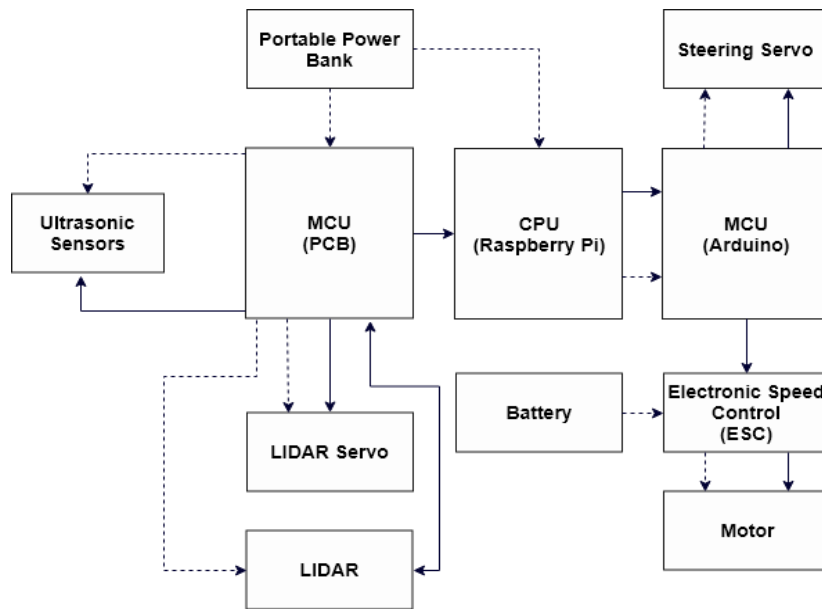 Portable Power
Bank
Steering Servo
Ultrasonic
Sensors
MCU
(PCB)
CPU
(Raspberry Pi)
MCU
(Arduino)
Battery
Electronic Speed
Control
(ESC)
LIDAR Servo
Motor
LIDAR